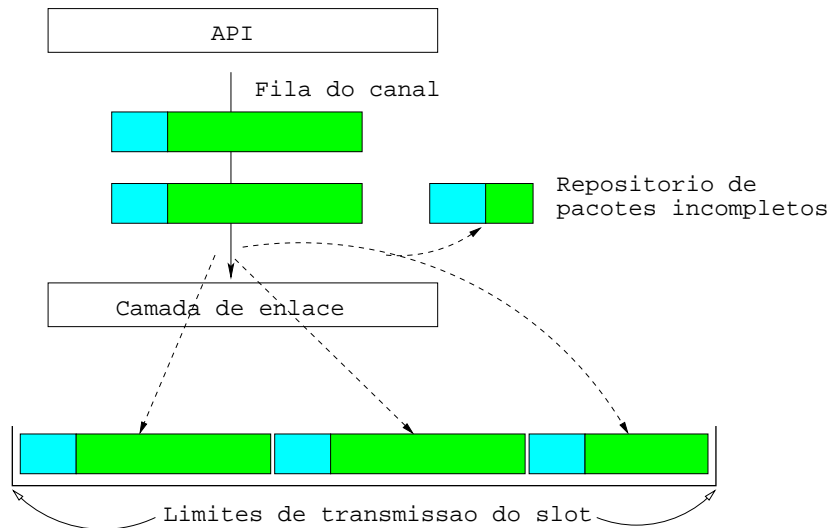 API
Fila do canal
Repositorio de
pacotes incompletos
Camada de enlace
Limites de transmissao do slot